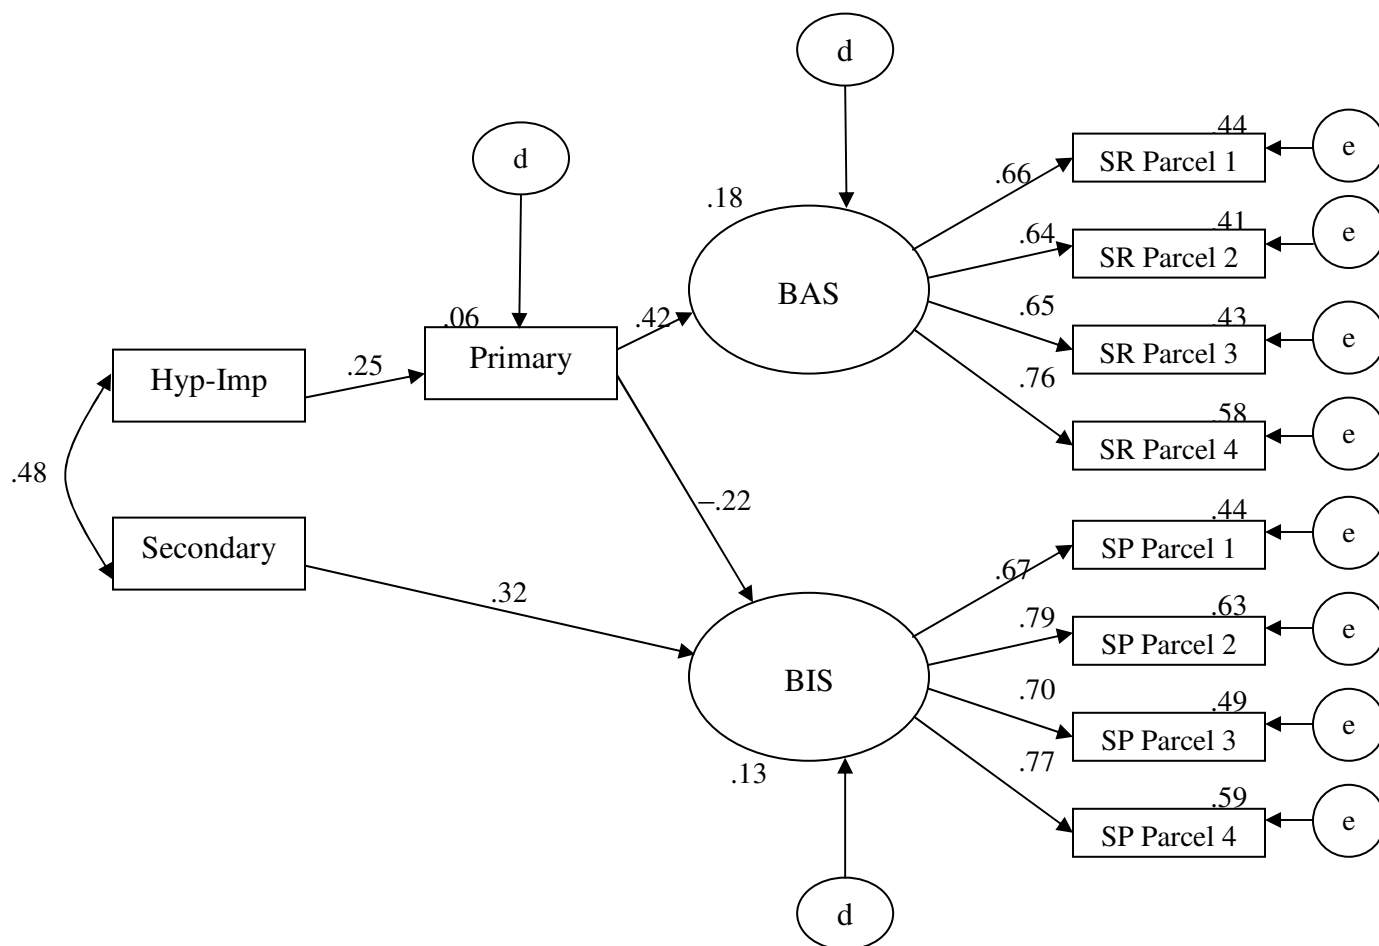 d
d
.44
SR Parcel 1
e
.66
.18
.41
SR Parcel 2
e
.64
BAS
.65
.43
SR Parcel 3
e
.06
Primary
.42
.25
Hyp-Imp
.76
.58
SR Parcel 4
e
.48
–.22
.44
SP Parcel 1
e
Secondary
.67
.32
.63
SP Parcel 2
e
.79
BIS
.70
.49
SP Parcel 3
e
.13
.77
.59
SP Parcel 4
e
d